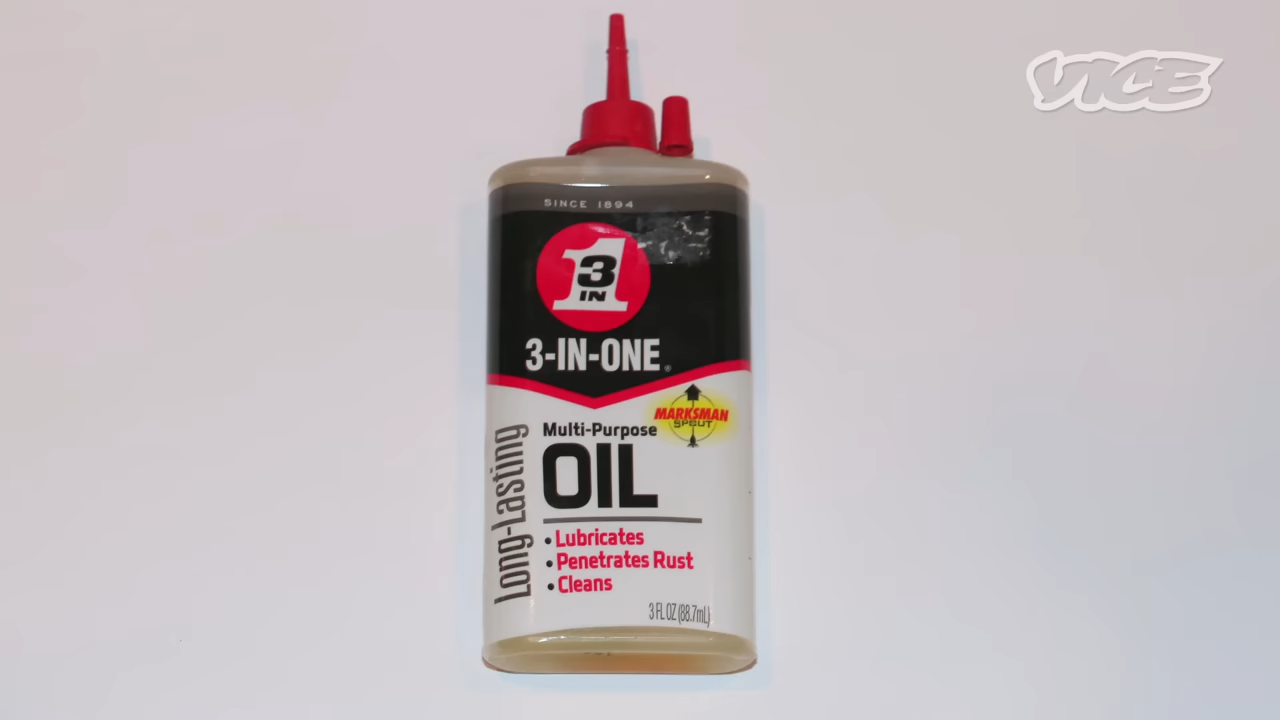 VICE
SINCE 1894
1
3
IN
3-IN-ONE®
MARKSMAN
SPOUT
Multi-Purpose
OIL
Long-Lasting
• Lubricates
• Penetrates Rust
• Cleans
3 FL OZ (88.7mL)